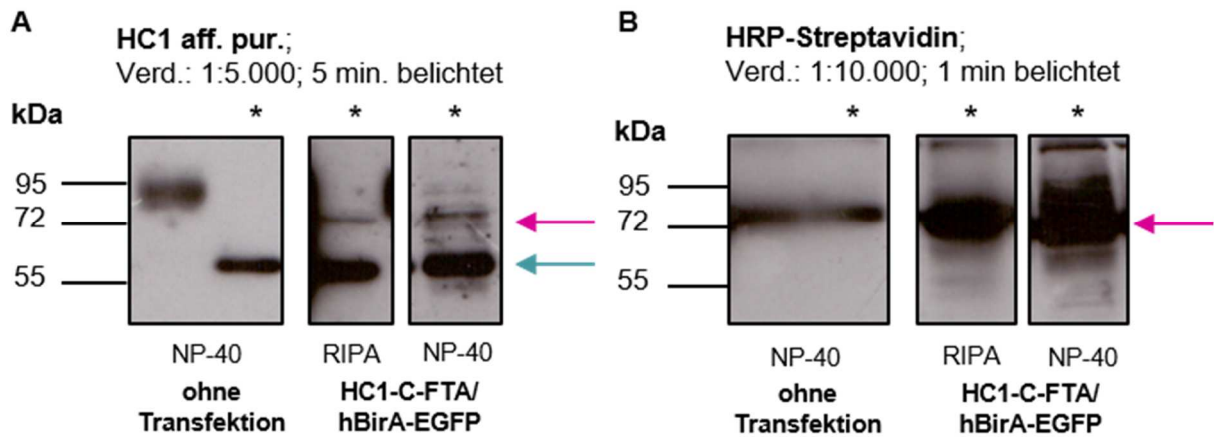 A
HC1 aff. pur.;
Verd.: 1:5.000; 5 min. belichtet
kDa
* * *
95
72
55
NP-40 RIPA NP-40
ohne Transfektion
HC1-C-FTA/ hBirA-EGFP
B
HRP-Streptavidin;
Verd.: 1:10.000; 1 min belichtet
kDa
* * *
95
72
55
NP-40 RIPA NP-40
ohne Transfektion
HC1-C-FTA/ hBirA-EGFP